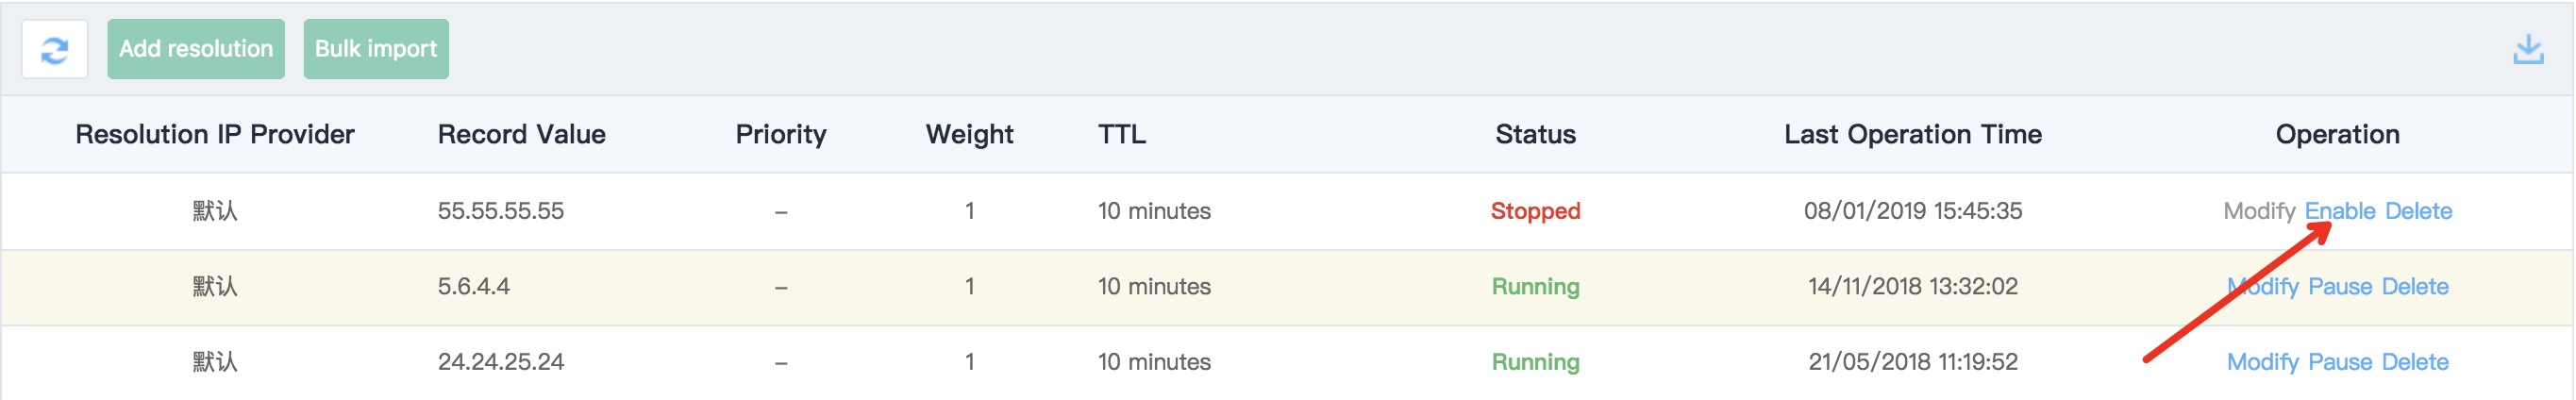 Add resolution Bulk import
Resolution IP Provider Record Value Priority Weight TTL Status Last Operation Time Operation
默认 55.55.55.55 – 1 10 minutes Stopped 08/01/2019 15:45:35 Modify Enable Delete
默认 5.6.4.4 – 1 10 minutes Running 14/11/2018 13:32:02 Modify Pause Delete
默认 24.24.25.24 – 1 10 minutes Running 21/05/2018 11:19:52 Modify Pause Delete